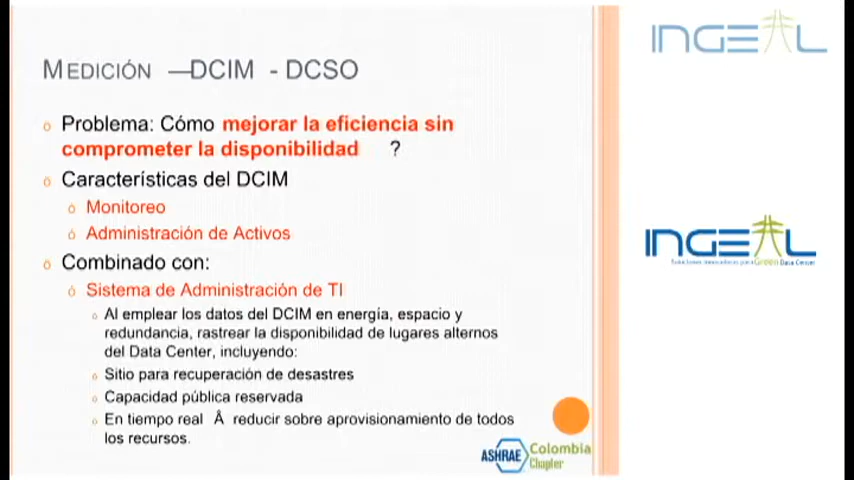 INGEAL
MEDICIÓN —DCIM - DCSO
ö Problema: Cómo mejorar la eficiencia sin
comprometer la disponibilidad ?
ö Características del DCIM
ö Monitoreo
ö Administración de Activos
ö Combinado con:
ö Sistema de Administración de TI
ö Al emplear los datos del DCIM en energía, espacio y
redundancia, rastrear la disponibilidad de lugares alternos
del Data Center, incluyendo:
ö Sitio para recuperación de desastres
ö Capacidad pública reservada
ö En tiempo real Â reducir sobre aprovisionamiento de todos
los recursos.
INGEAL
Green Data Center
ASHRAE Colombia
Chapter